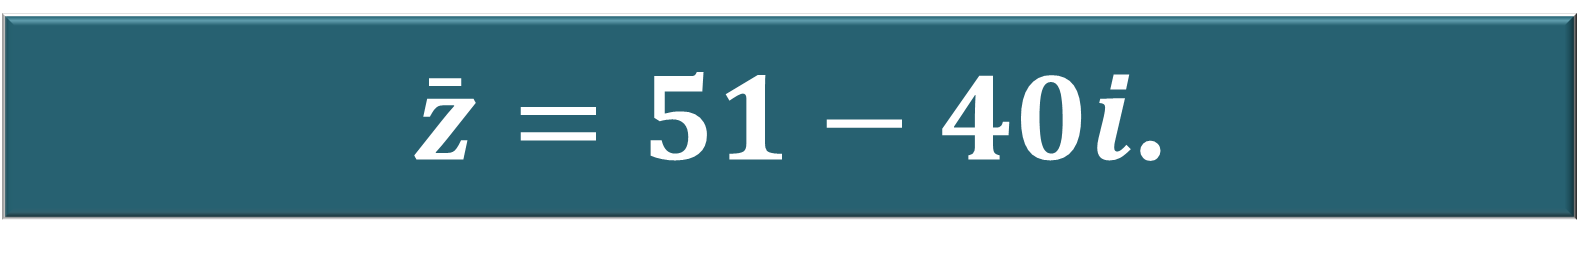 z̄ = 51 − 40i.